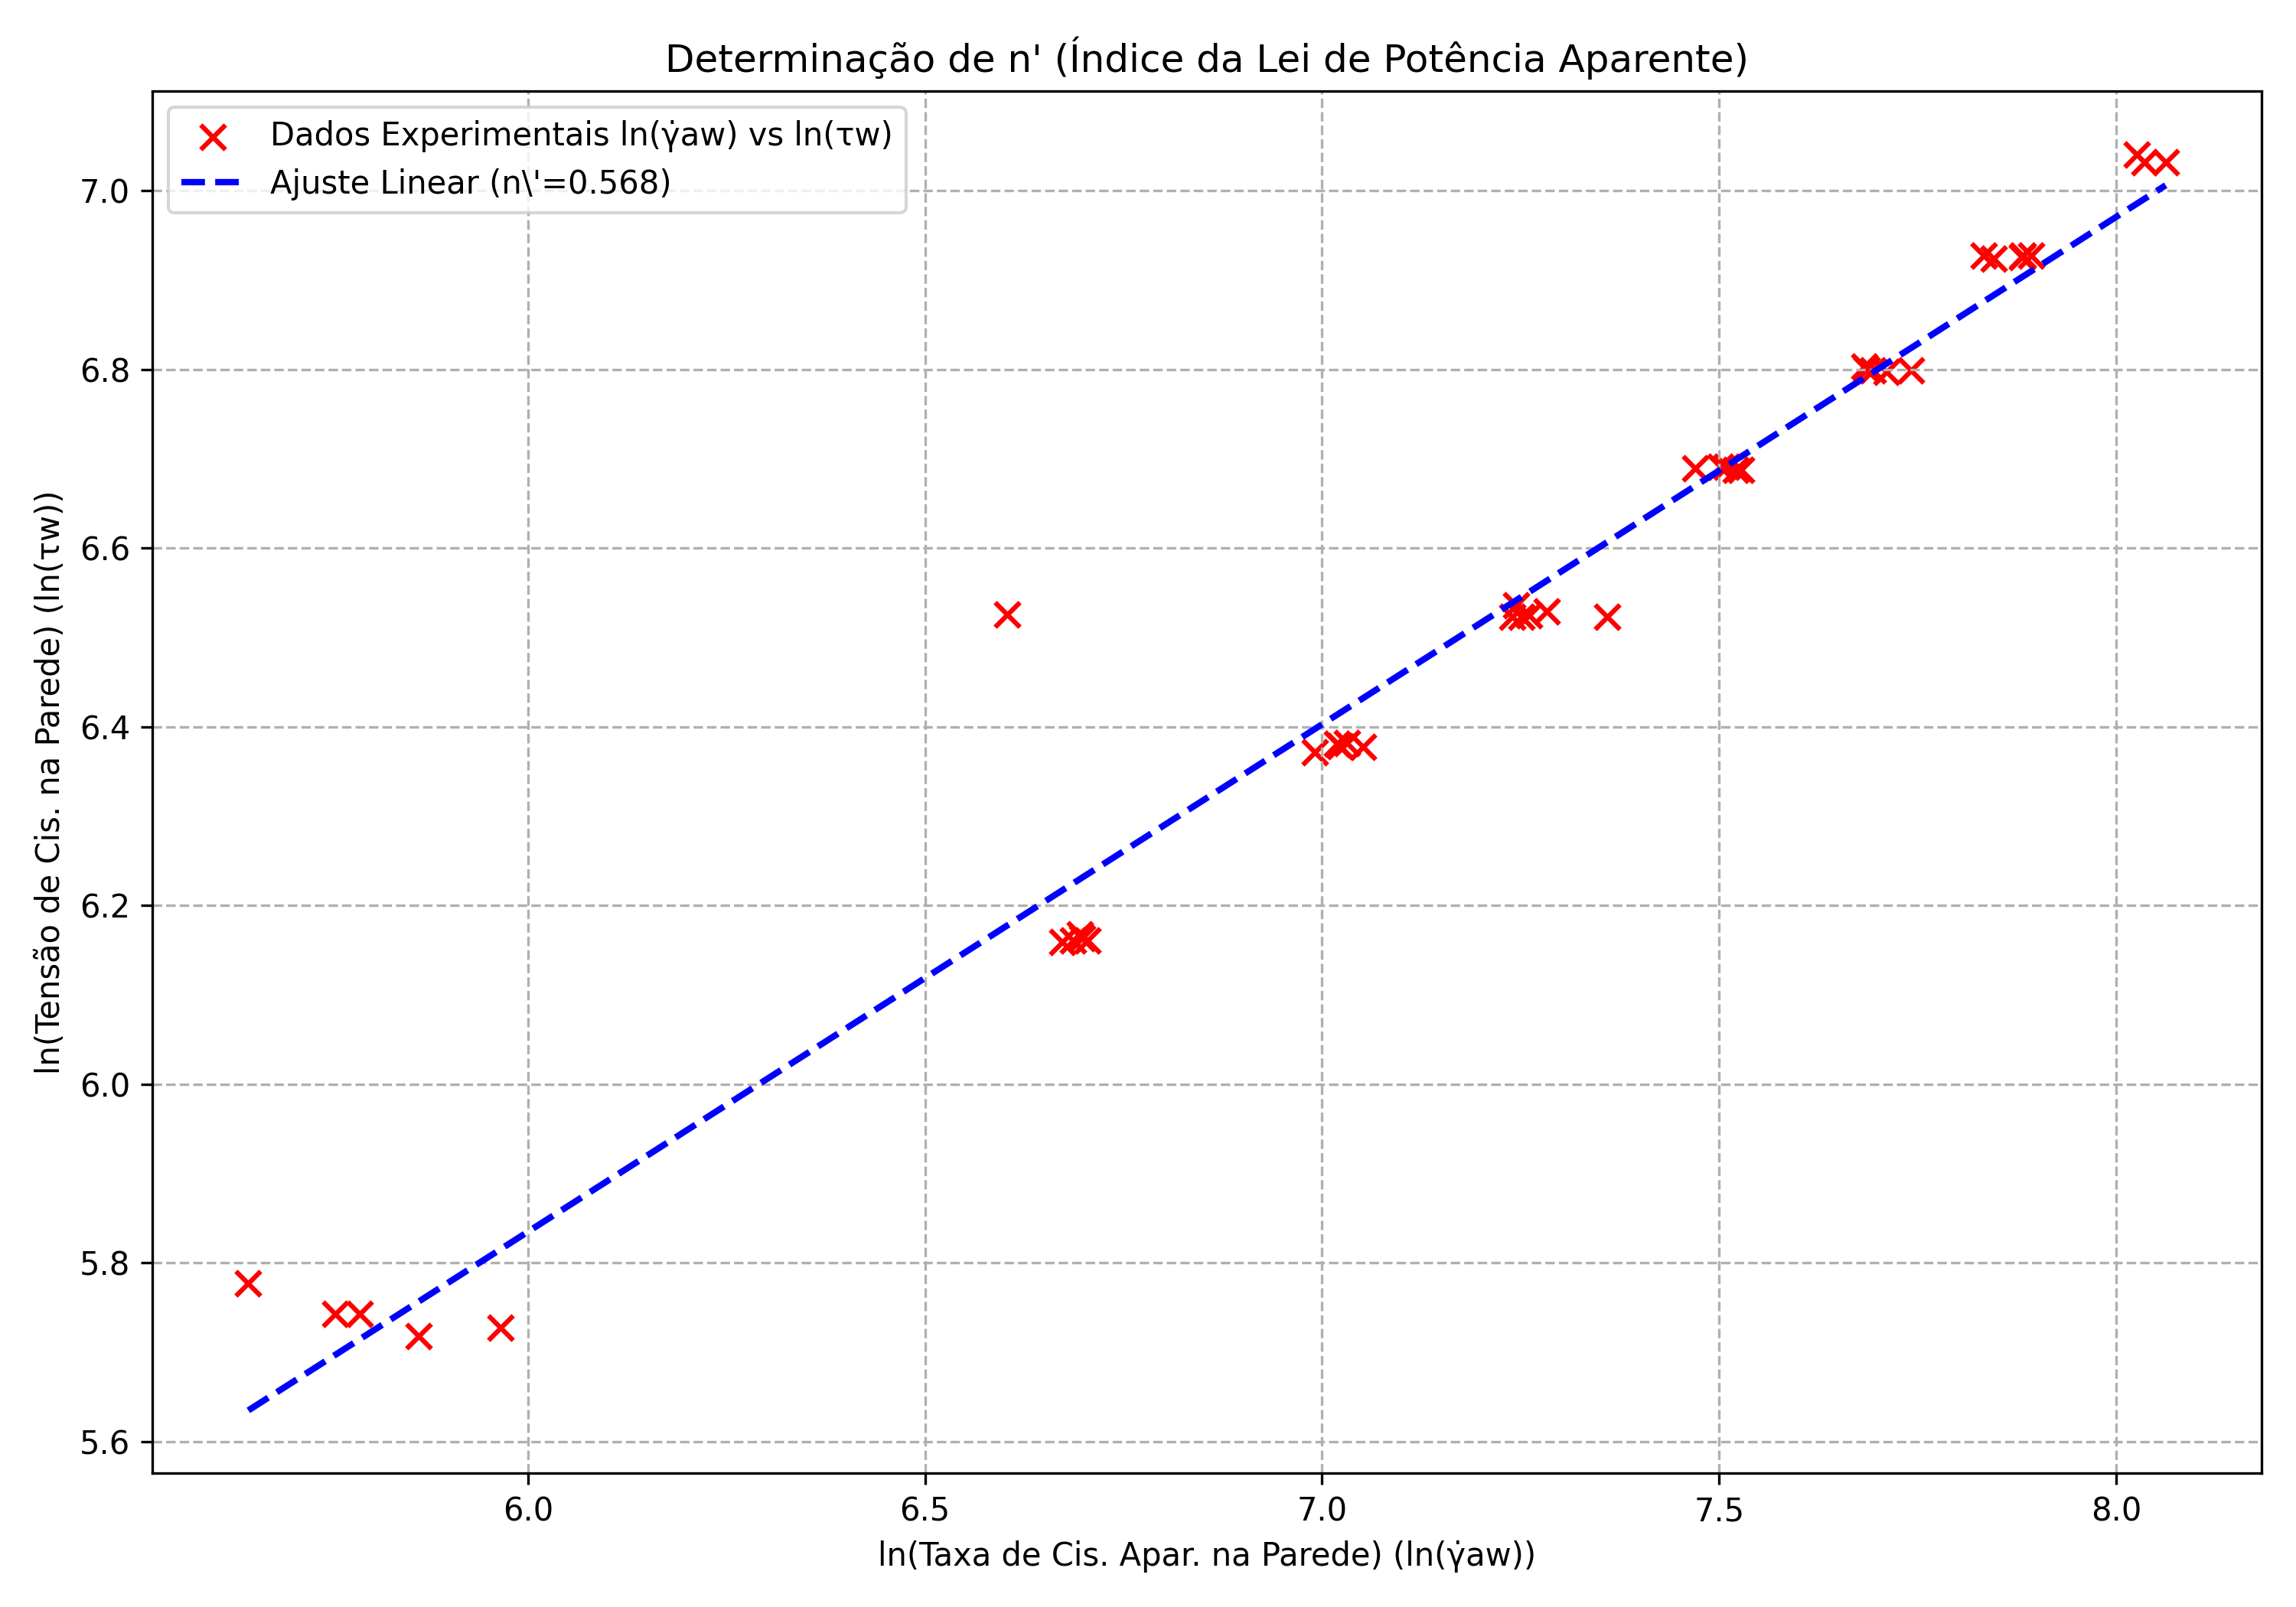 Determinação de n' (Índice da Lei de Potência Aparente)
Dados Experimentais ln(γ̇aw) vs ln(τw)
Ajuste Linear (n\'=0.568)
ln(Tensão de Cis. na Parede) (ln(τw))
7.0
6.8
6.6
6.4
6.2
6.0
5.8
5.6
6.0 6.5 7.0 7.5 8.0
ln(Taxa de Cis. Apar. na Parede) (ln(γ̇aw))